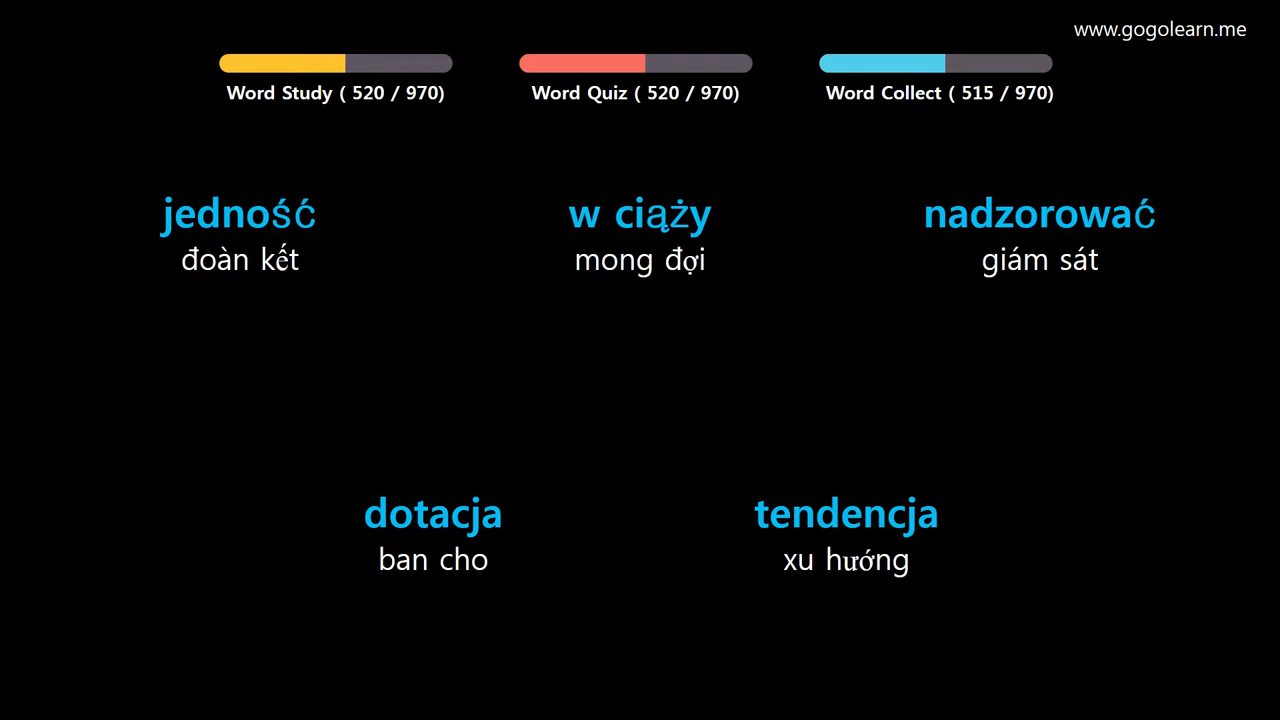 www.gogolearn.me
Word Study ( 520 / 970)
Word Quiz ( 520 / 970)
Word Collect ( 515 / 970)
jedność
đoàn kết
w ciąży
mong đợi
nadzorować
giám sát
dotacja
ban cho
tendencja
xu hướng